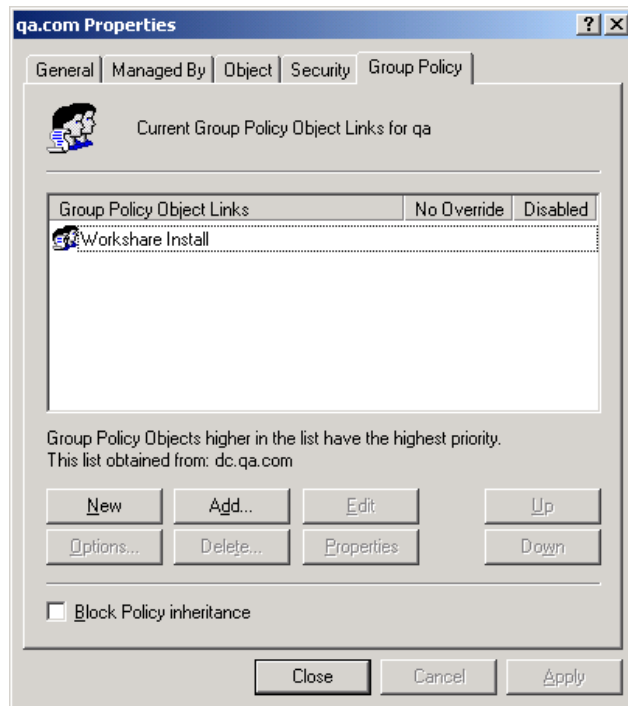 qa.com Properties
General Managed By Object Security Group Policy
Current Group Policy Object Links for qa
Group Policy Object Links No Override Disabled
Workshare Install
Group Policy Objects higher in the list have the highest priority.
This list obtained from: dc.qa.com
New Add... Edit Up
Options... Delete... Properties Down
Block Policy inheritance
Close Cancel Apply